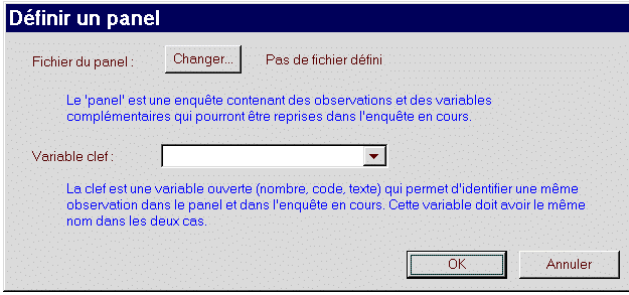 Définir un panel
Fichier du panel : Changer... Pas de fichier défini
Le 'panel' est une enquête contenant des observations et des variables
complémentaires qui pourront être reprises dans l'enquête en cours.
Variable clef :
La clef est une variable ouverte (nombre, code, texte) qui permet d'identifier une même
observation dans le panel et dans l'enquête en cours. Cette variable doit avoir le même
nom dans les deux cas.
OK Annuler